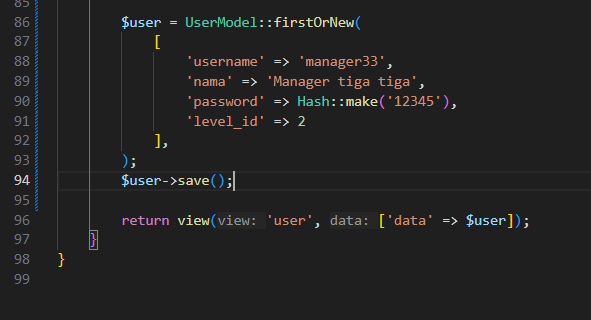 85
86 $user = UserModel::firstOrNew(
87 [
88 'username' => 'manager33',
89 'nama' => 'Manager tiga tiga',
90 'password' => Hash::make('12345'),
91 'level_id' => 2
92 ],
93 );
94 $user->save();
95
96 return view(view: 'user', data: ['data' => $user]);
97 }
98 }
99